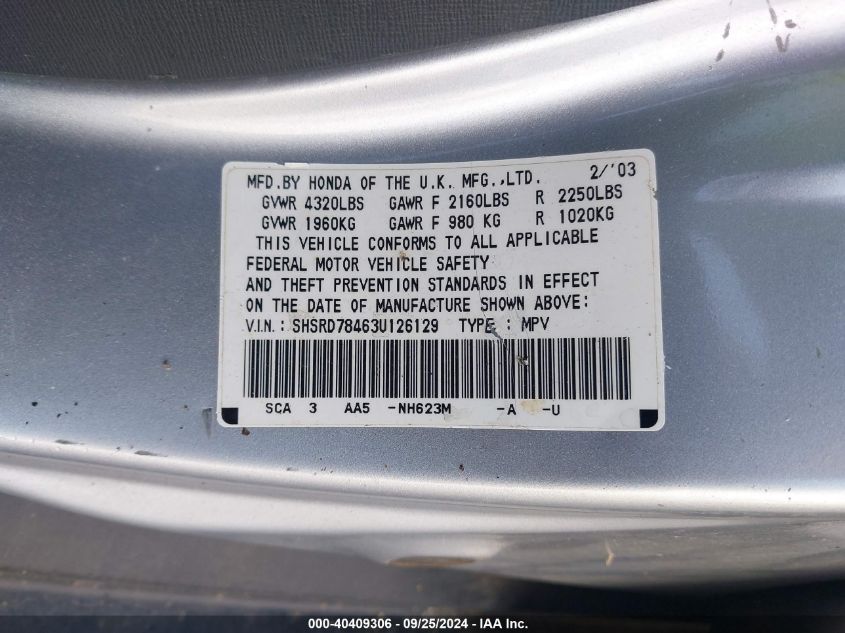 MFD.BY HONDA OF THE U.K. MFG.,LTD. 2/'03
GVWR 4320LBS GAWR F 2160LBS R 2250LBS
GVWR 1960KG GAWR F 980 KG R 1020KG
THIS VEHICLE CONFORMS TO ALL APPLICABLE
FEDERAL MOTOR VEHICLE SAFETY
AND THEFT PREVENTION STANDARDS IN EFFECT
ON THE DATE OF MANUFACTURE SHOWN ABOVE:
V.I.N.: SHSRD78463U126129 TYPE : MPV
SCA 3 AA5 -NH623M -A -U
000-40409306 - 09/25/2024 - IAA Inc.